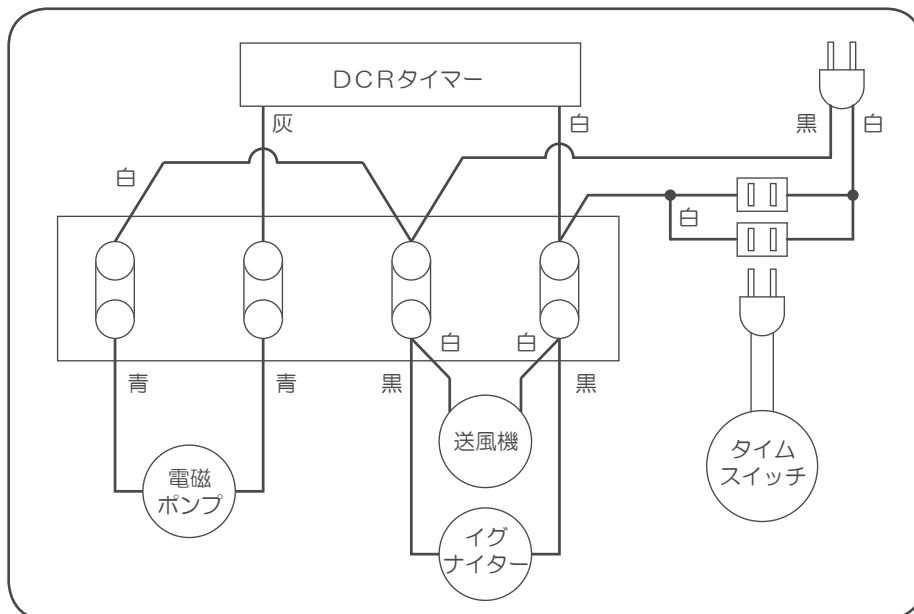 DCRタイマー
灰
白
黒
白
白
白
白
白
青
青
黒
黒
送風機
タイム
スイッチ
電磁
ポンプ
イグ
ナイター